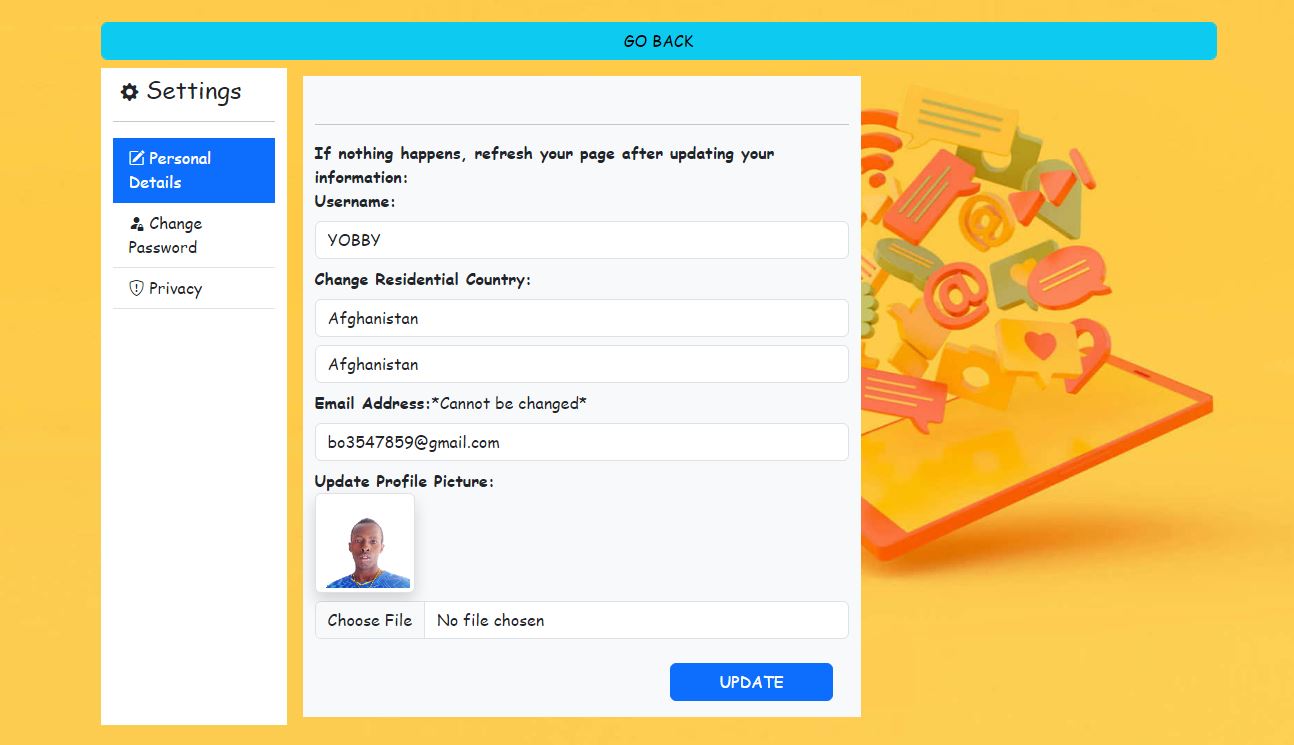 GO BACK
Settings
Personal
Details
Change
Password
Privacy
If nothing happens, refresh your page after updating your
information:
Username:
YOBBY
Change Residential Country:
Afghanistan
Afghanistan
Email Address:*Cannot be changed*
bo3547859@gmail.com
Update Profile Picture:
Choose File No file chosen
UPDATE